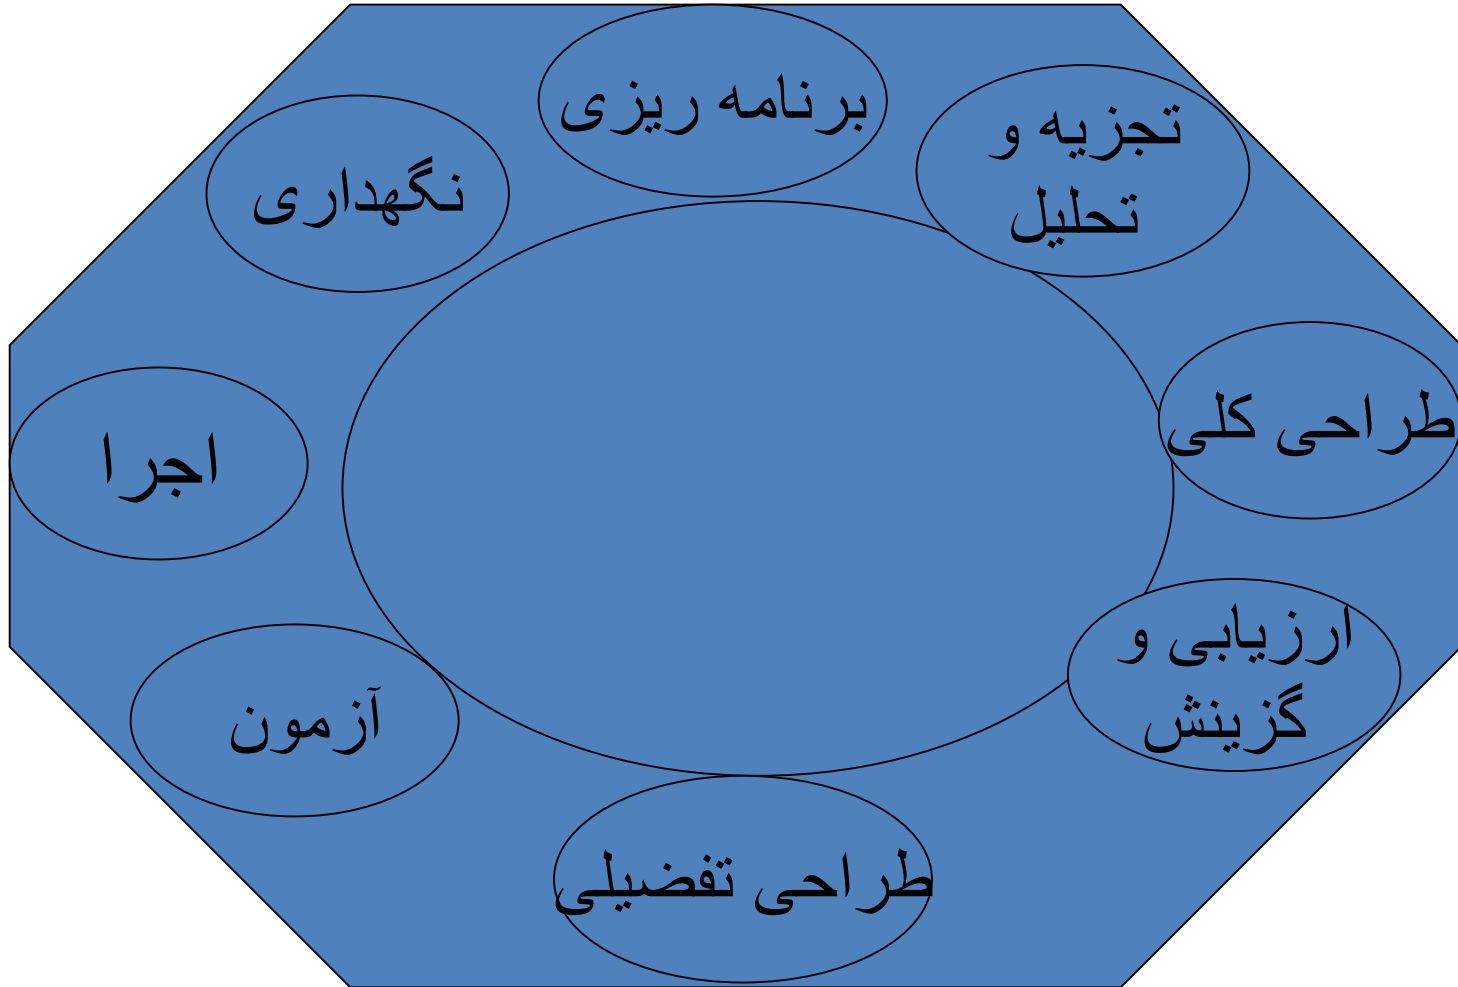 برنامه ریزی
تجزیه و
تحلیل
طراحی کلی
ارزیابی و
گزینش
طراحی تفضیلی
آزمون
اجرا
نگهداری